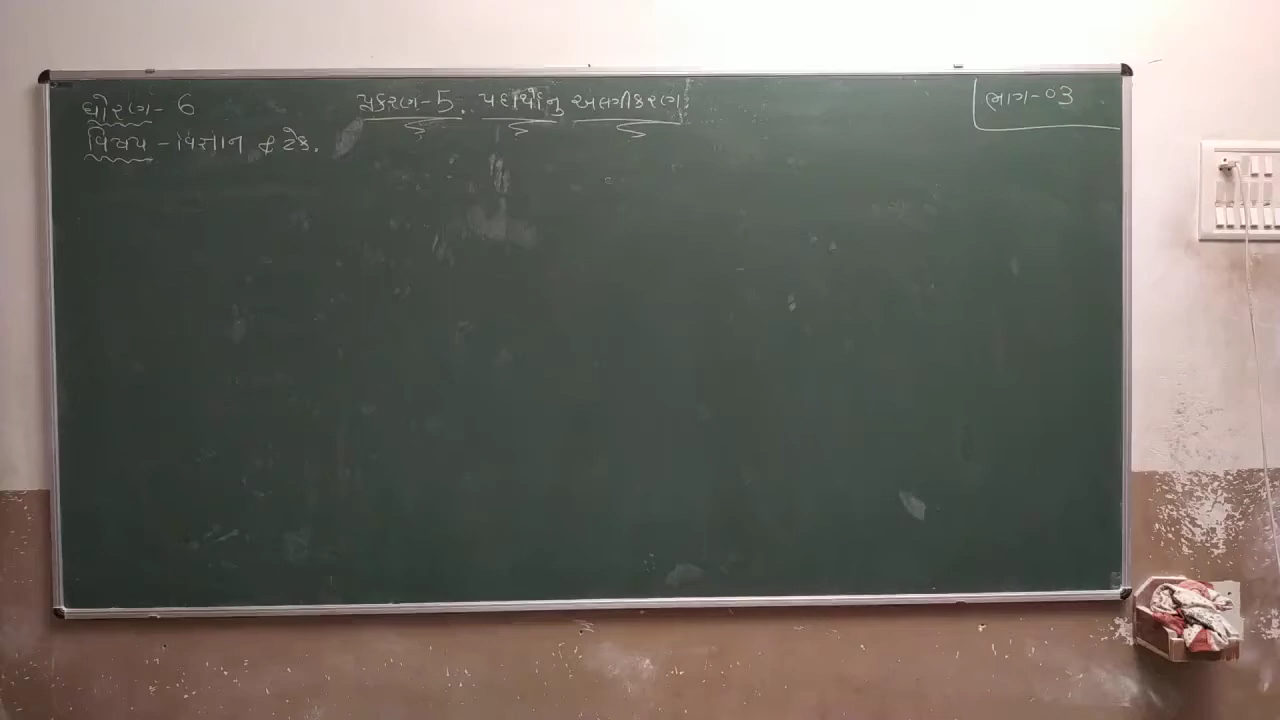 ધોરણ - 6
પ્રકરણ - 5. પદાર્થોનુ અલગીકરણ
ભાગ - 03
વિષય - વિજ્ઞાન & ટેક.